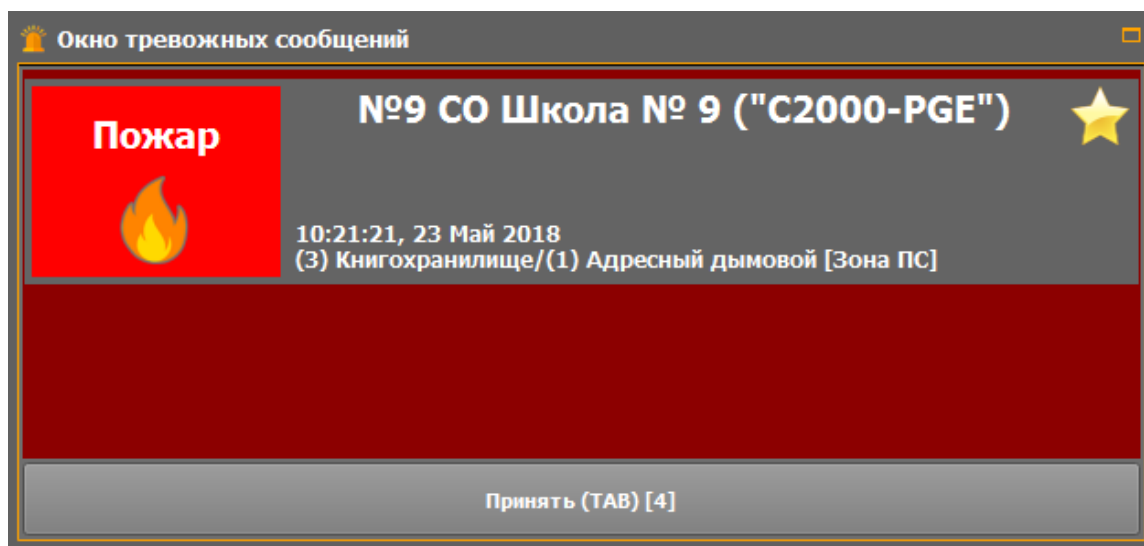 Окно тревожных сообщений
Пожар
№9 СО Школа № 9 ("С2000-PGE")
10:21:21, 23 Май 2018
(3) Книгохранилище/(1) Адресный дымовой [Зона ПС]
Принять (TAB) [4]